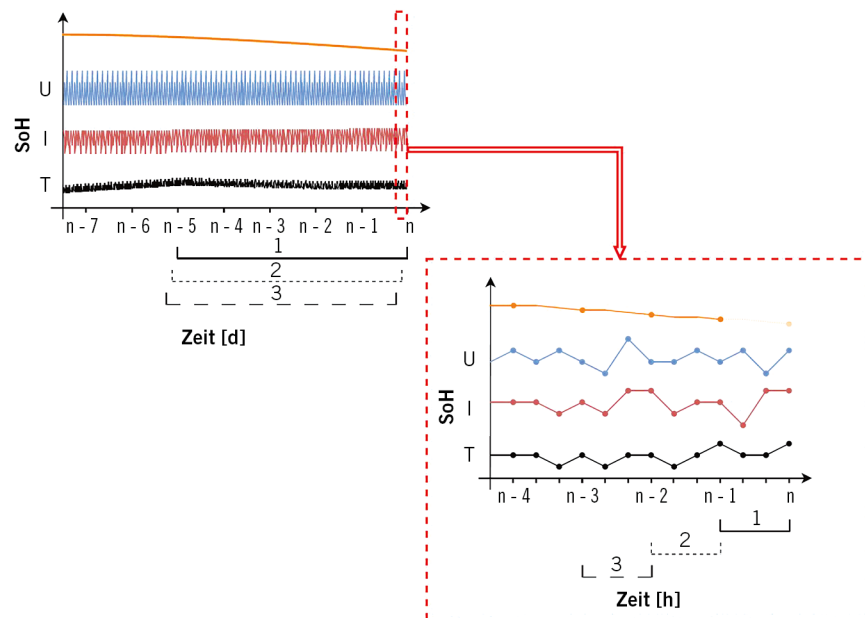 U
I
T
SoH
n - 7 n - 6 n - 5 n - 4 n - 3 n - 2 n - 1 n
1
2
3
Zeit [d]
U
I
T
SoH
n - 4 n - 3 n - 2 n - 1 n
1
2
3
Zeit [h]